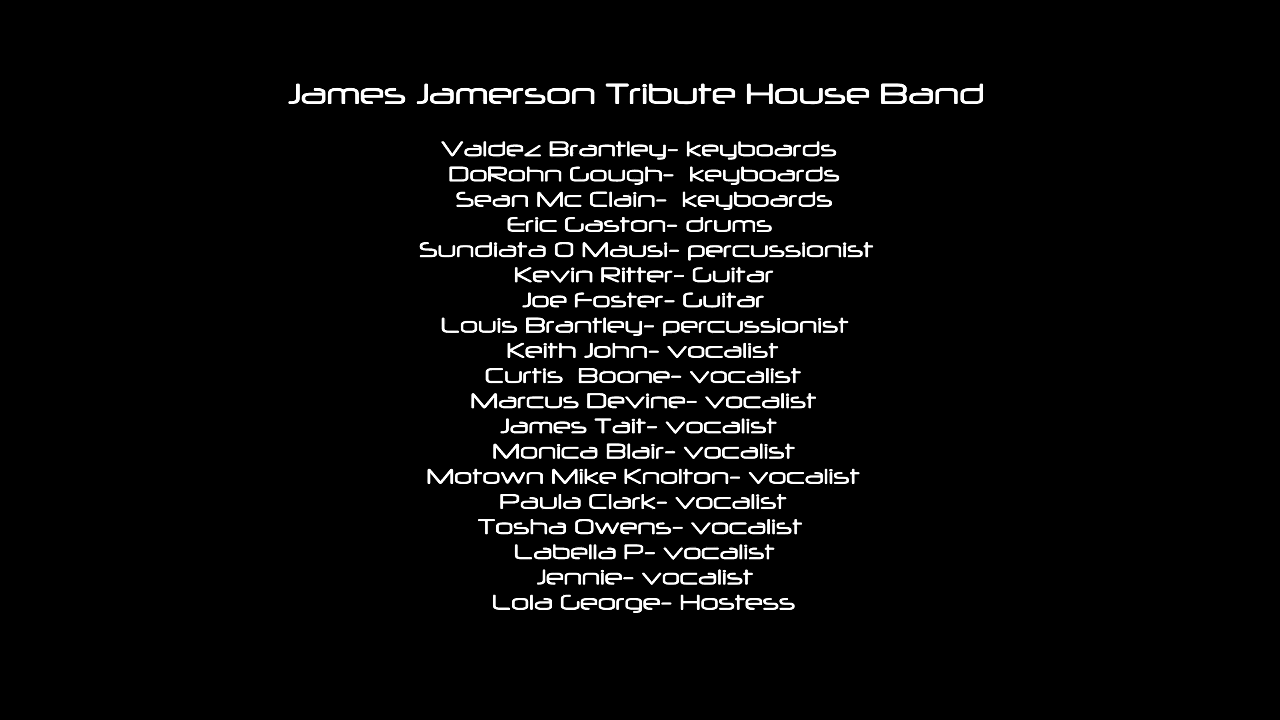 James Jamerson Tribute House Band
Valdez Brantley- keyboards
DoRohn Gough-  keyboards
Sean Mc Clain-  keyboards
Eric Gaston- drums
Sundiata O Mausi- percussionist
Kevin Ritter- Guitar
Joe Foster- Guitar
Louis Brantley- percussionist
Keith John- vocalist
Curtis  Boone- vocalist
Marcus Devine- vocalist
James Tait- vocalist
Monica Blair- vocalist
Motown Mike Knolton- vocalist
Paula Clark- vocalist
Tosha Owens- vocalist
Labella P- vocalist
Jennie- vocalist
Lola George- Hostess